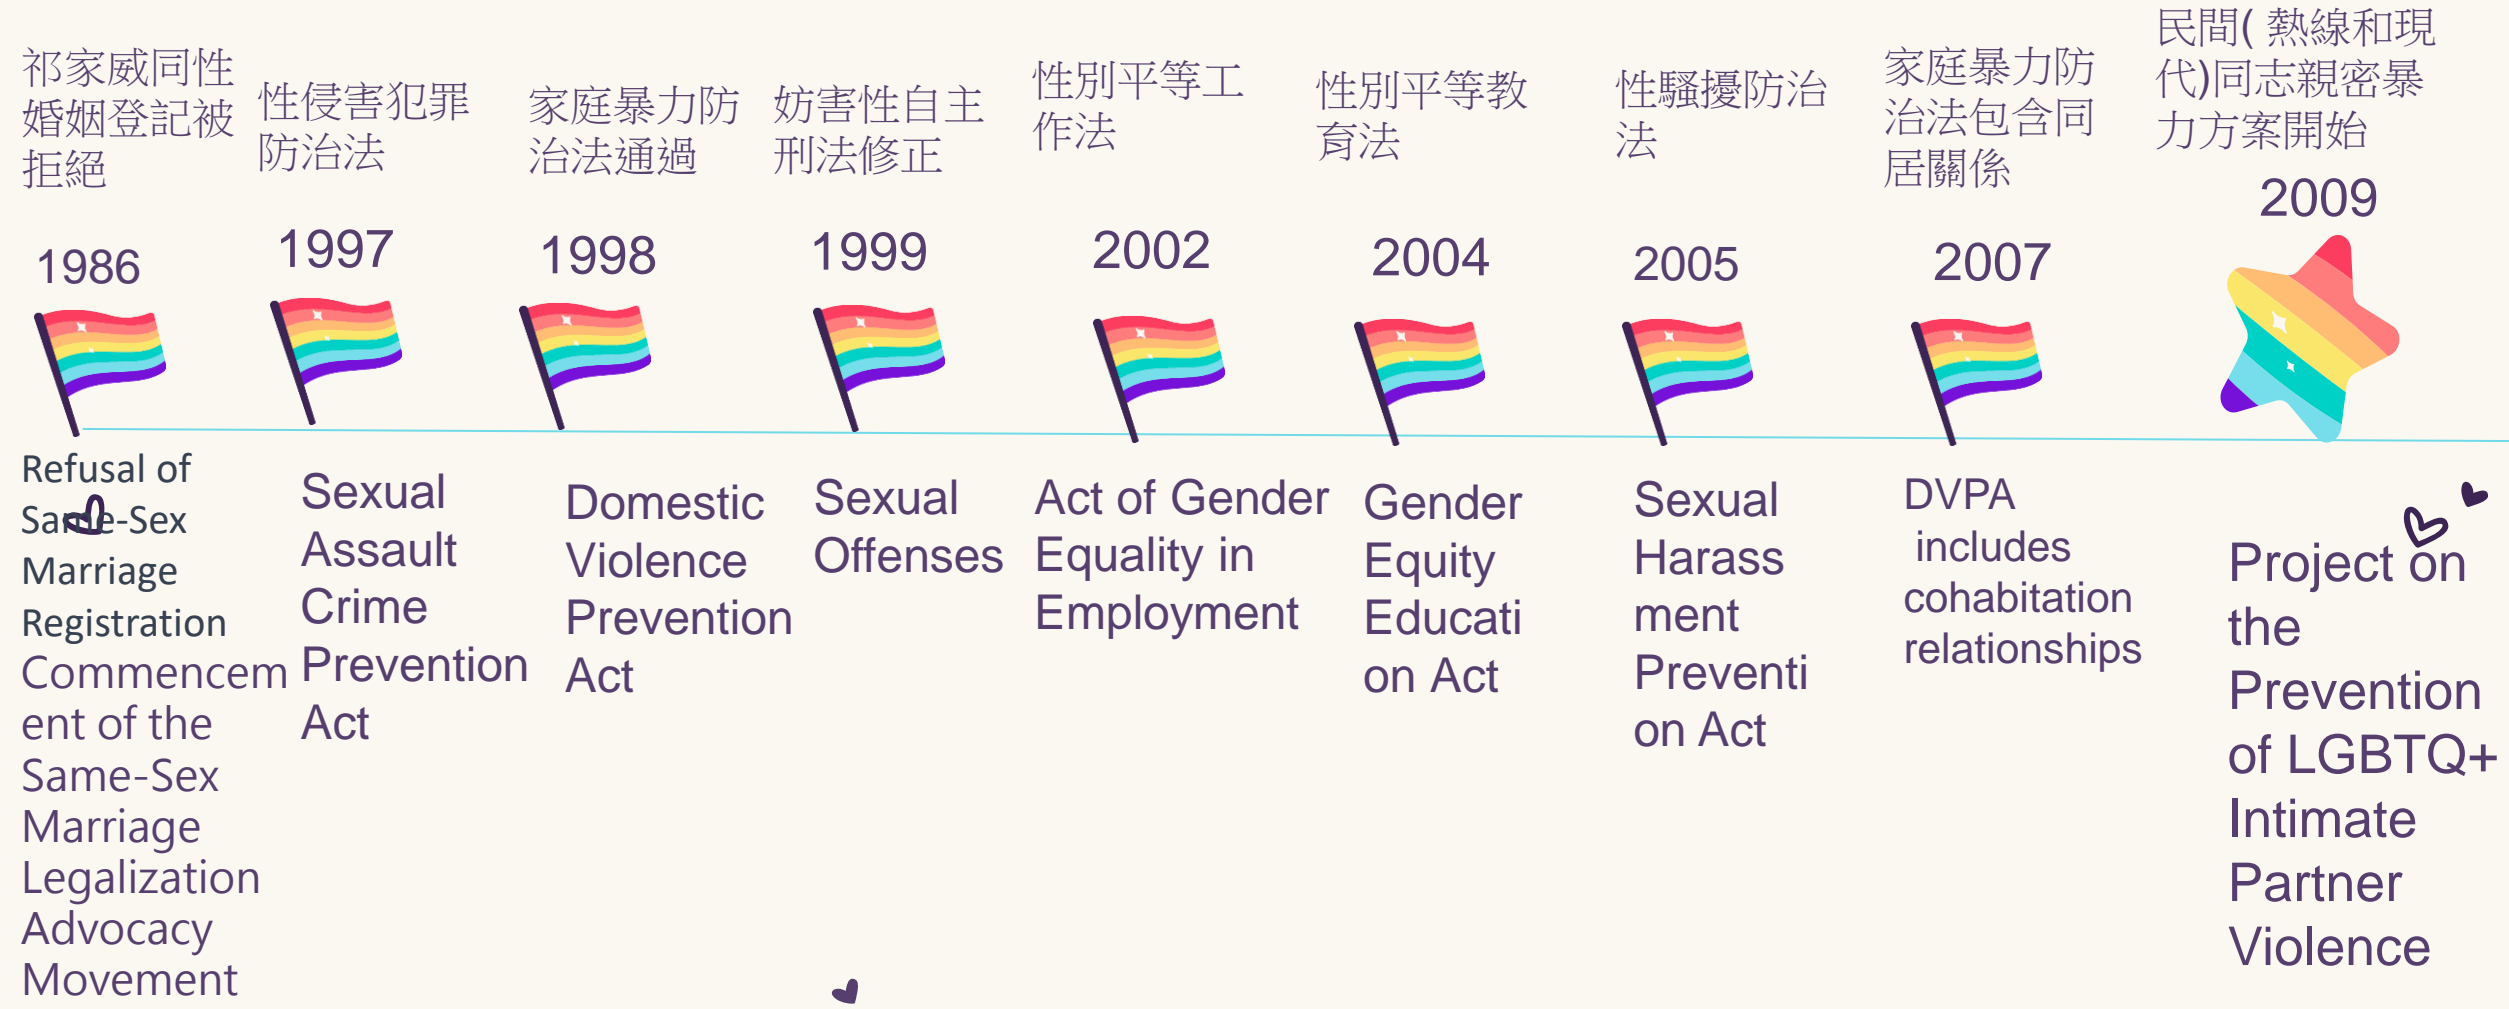 祁家威同性
婚姻登記被
拒絕
1986
Refusal of
Same-Sex
Marriage
Registration
Commencem
ent of the
Same-Sex
Marriage
Legalization
Advocacy
Movement
性侵害犯罪
防治法
1997
Sexual
Assault
Crime
Prevention
Act
家庭暴力防
治法通過
1998
Domestic
Violence
Prevention
Act
妨害性自主
刑法修正
1999
Sexual
Offenses
性別平等工
作法
2002
Act of Gender
Equality in
Employment
性別平等教
育法
2004
Gender
Equity
Educati
on Act
性騷擾防治
法
2005
Sexual
Harass
ment
Preventi
on Act
家庭暴力防
治法包含同
居關係
2007
DVPA
includes
cohabitation
relationships
民間( 熱線和現
代)同志親密暴
力方案開始
2009
Project on
the
Prevention
of LGBTQ+
Intimate
Partner
Violence